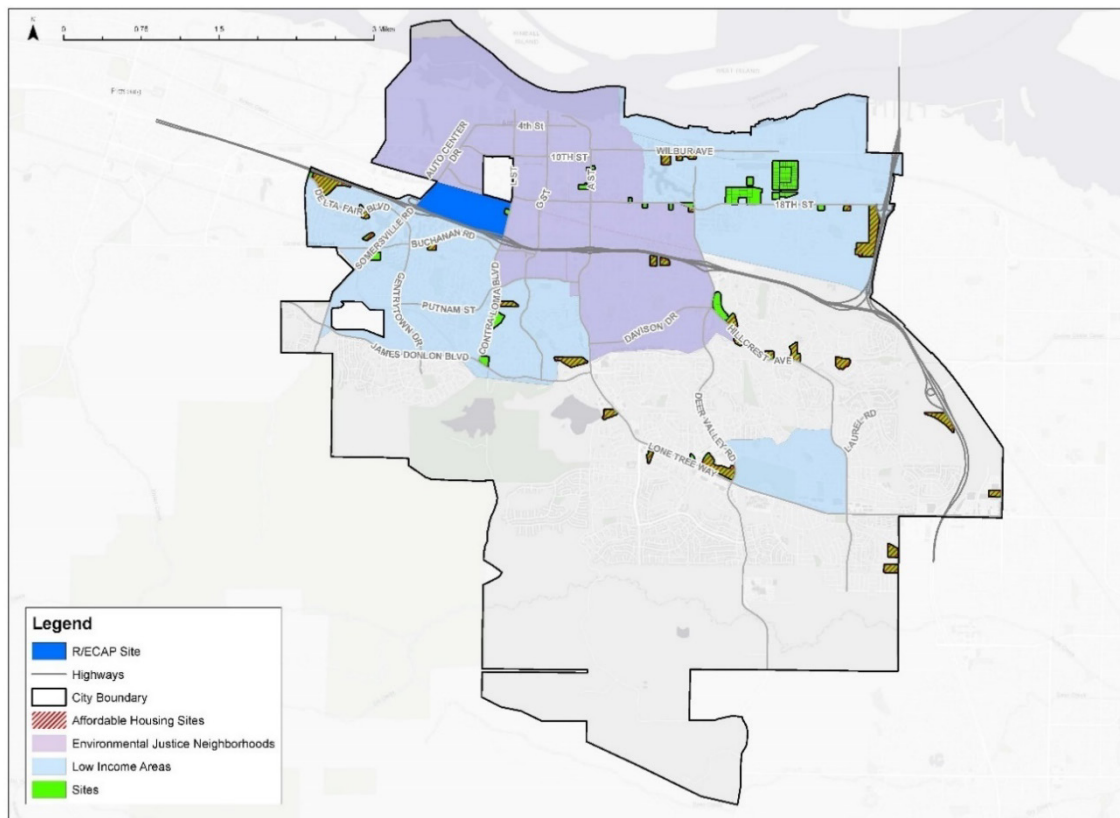 N
0 0.75 1.5 3 Miles
4th St
AUTO CENTER
DR
10TH ST
WILBUR AVE
L ST
G ST
A ST
18TH ST
DELTA FAIR BLVD
SOMERSVILLE RD
BUCHANAN RD
GENTRYTOWN DR
PUTNAM ST
CONTRA LOMA BLVD
DAVISON DR
HILLCREST AVE
JAMES DONLON BLVD
DEER VALLEY RD
LAUREL RD
LONE TREE WAY
Legend
R/ECAP Site
Highways
City Boundary
Affordable Housing Sites
Environmental Justice Neighborhoods
Low Income Areas
Sites